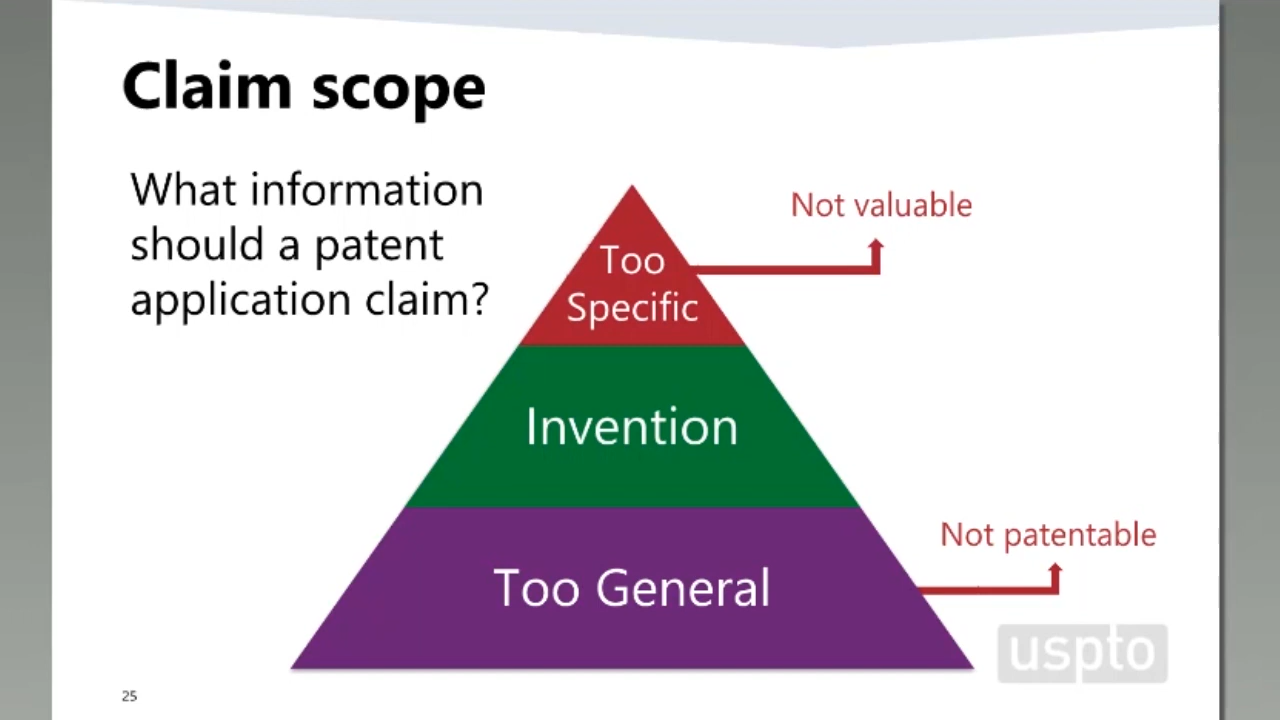 Claim scope
What information
should a patent
application claim?
Not valuable
Too
Specific
Invention
Not patentable
Too General
uspto
25